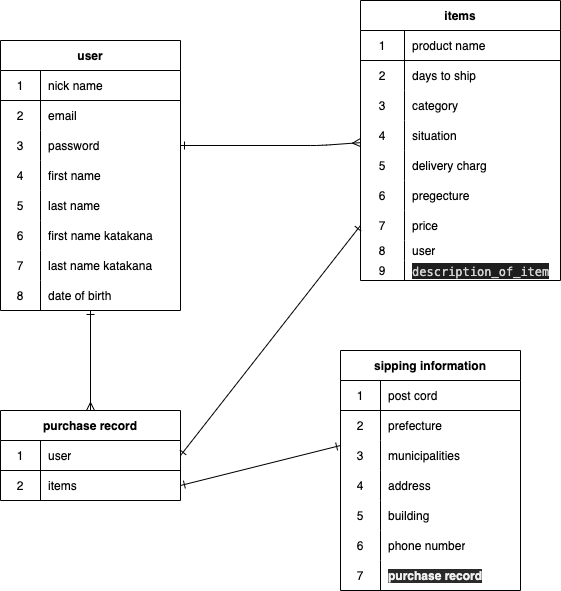 user
1 nick name
2 email
3 password
4 first name
5 last name
6 first name katakana
7 last name katakana
8 date of birth
items
1 product name
2 days to ship
3 category
4 situation
5 delivery charg
6 pregecture
7 price
8 user
9 description_of_item
purchase record
1 user
2 items
sipping information
1 post cord
2 prefecture
3 municipalities
4 address
5 building
6 phone number
7 purchase record